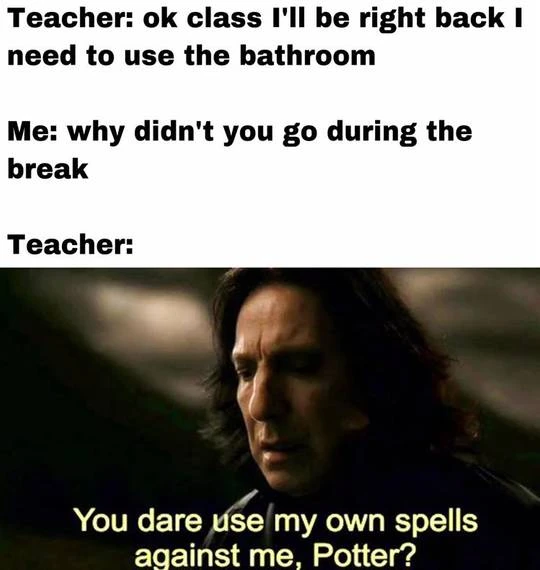 Teacher: ok class I'll be right back I
need to use the bathroom
Me: why didn't you go during the
break
Teacher:
You dare use my own spells
against me, Potter?